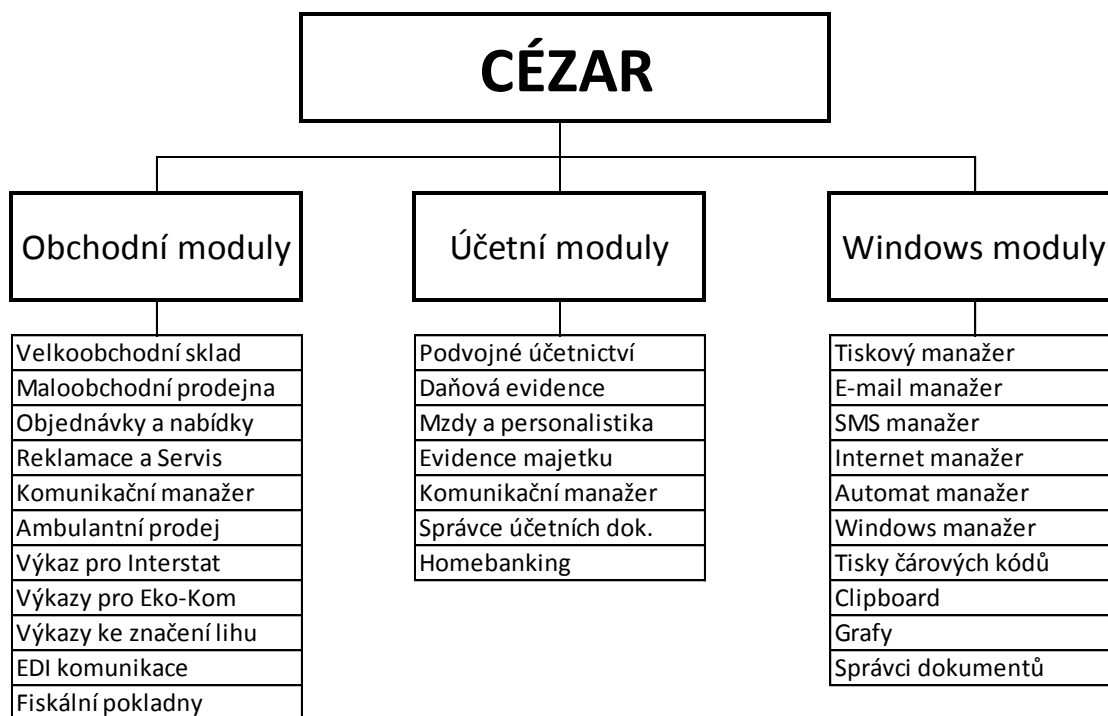 CÉZAR
Obchodní moduly
Velkoobchodní sklad
Maloobchodní prodejna
Objednávky a nabídky
Reklamace a Servis
Komunikační manažer
Ambulantní prodej
Výkaz pro Interstat
Výkazy pro Eko-Kom
Výkazy ke značení lihu
EDI komunikace
Fiskální pokladny
Účetní moduly
Podvojné účetnictví
Daňová evidence
Mzdy a personalistika
Evidence majetku
Komunikační manažer
Správce účetních dok.
Homebanking
Windows moduly
Tiskový manažer
E-mail manažer
SMS manažer
Internet manažer
Automat manažer
Windows manažer
Tisky čárových kódů
Clipboard
Grafy
Správci dokumentů